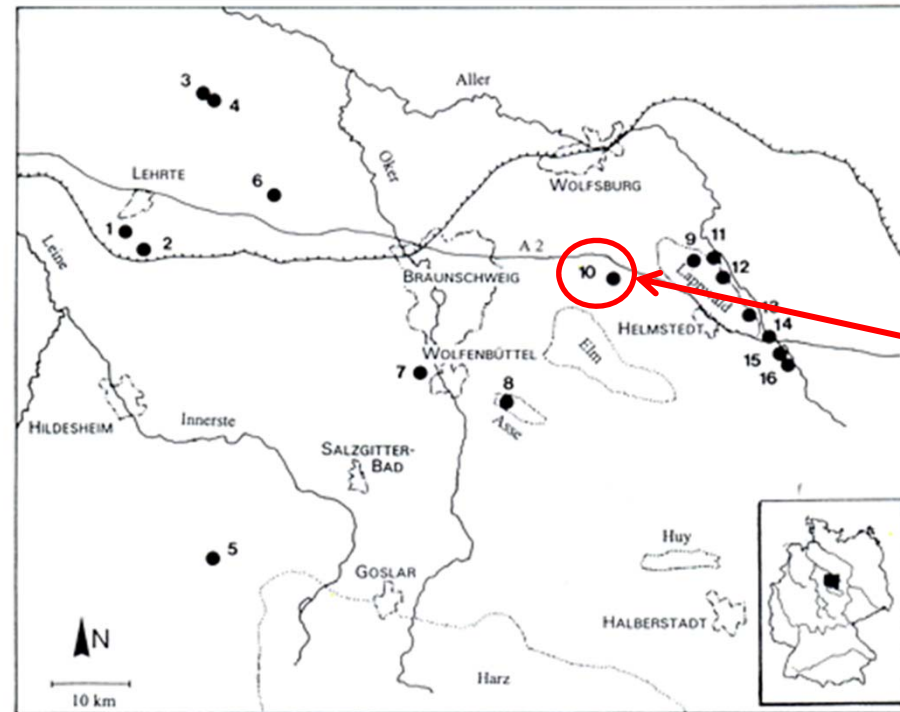 Aller
3
4
Oker
LEHRTE
WOLFSBURG
6
1
2
Leine
A 2
9
11
10
12
BRAUNSCHWEIG
Lappwald
13
HELMSTEDT
14
WOLFENBÜTTEL
Elm
15
7
16
8
Innerste
HILDESHEIM
Asse
SALZGITTER-
BAD
5
Huy
GOSLAR
HALBERSTADT
N
Harz
10 km